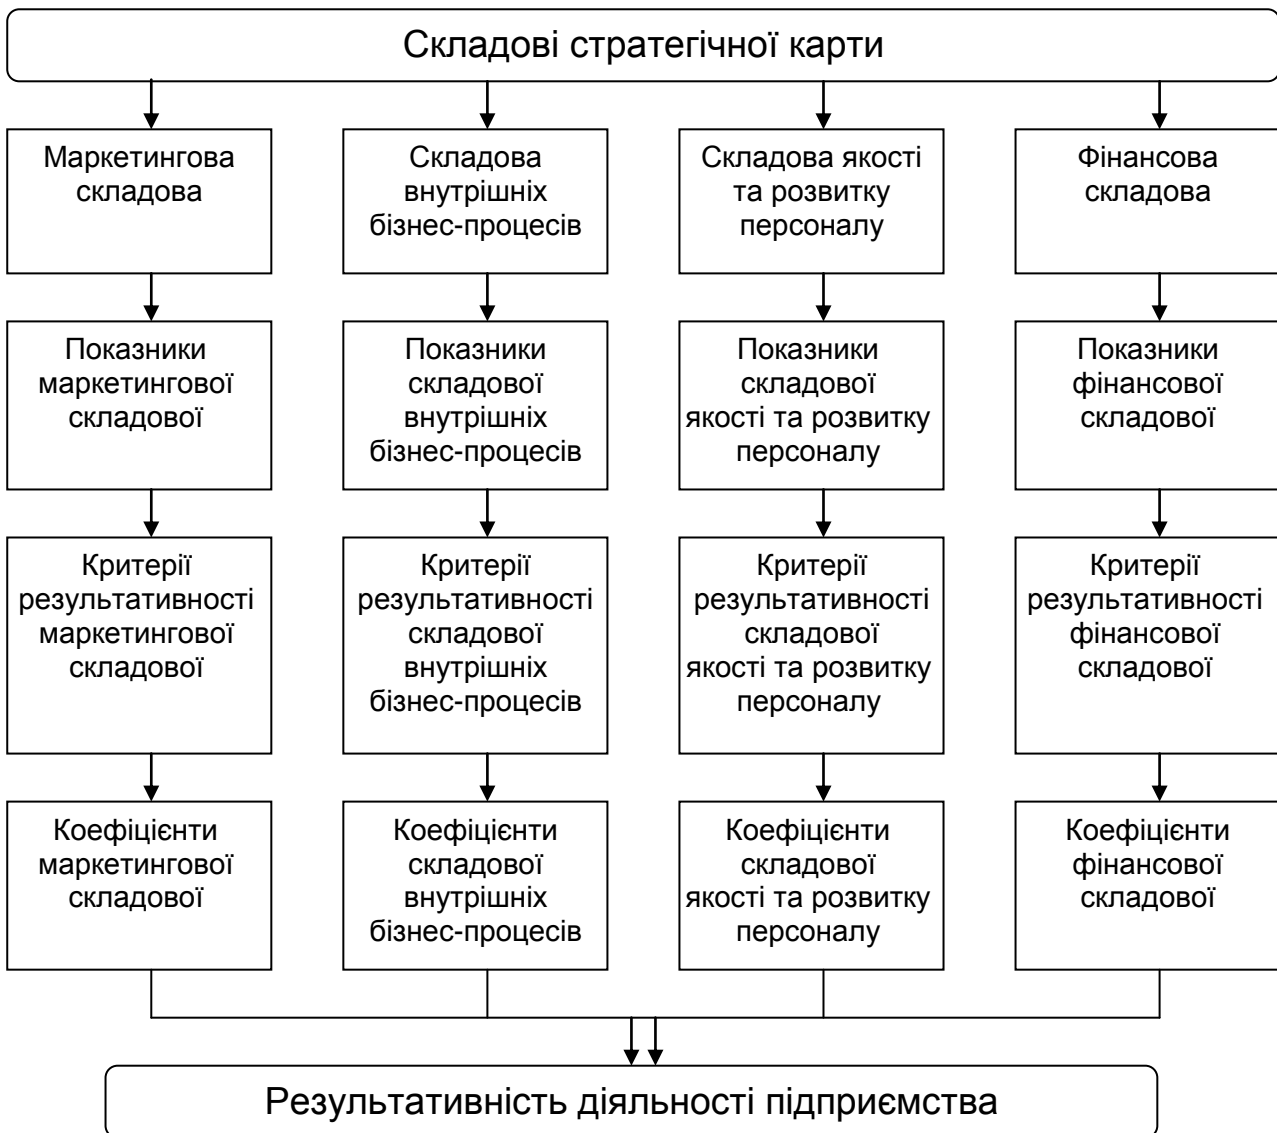 Складові стратегічної карти
Маркетингова
складова
Складова
внутрішніх
бізнес-процесів
Складова якості
та розвитку
персоналу
Фінансова
складова
Показники
маркетингової
складової
Показники
складової
внутрішніх
бізнес-процесів
Показники
складової
якості та розвитку
персоналу
Показники
фінансової
складової
Критерії
результативності
маркетингової
складової
Критерії
результативності
складової
внутрішніх
бізнес-процесів
Критерії
результативності
складової
якості та розвитку
персоналу
Критерії
результативності
фінансової
складової
Коефіцієнти
маркетингової
складової
Коефіцієнти
складової
внутрішніх
бізнес-процесів
Коефіцієнти
складової
якості та розвитку
персоналу
Коефіцієнти
фінансової
складової
Результативність діяльності підприємства